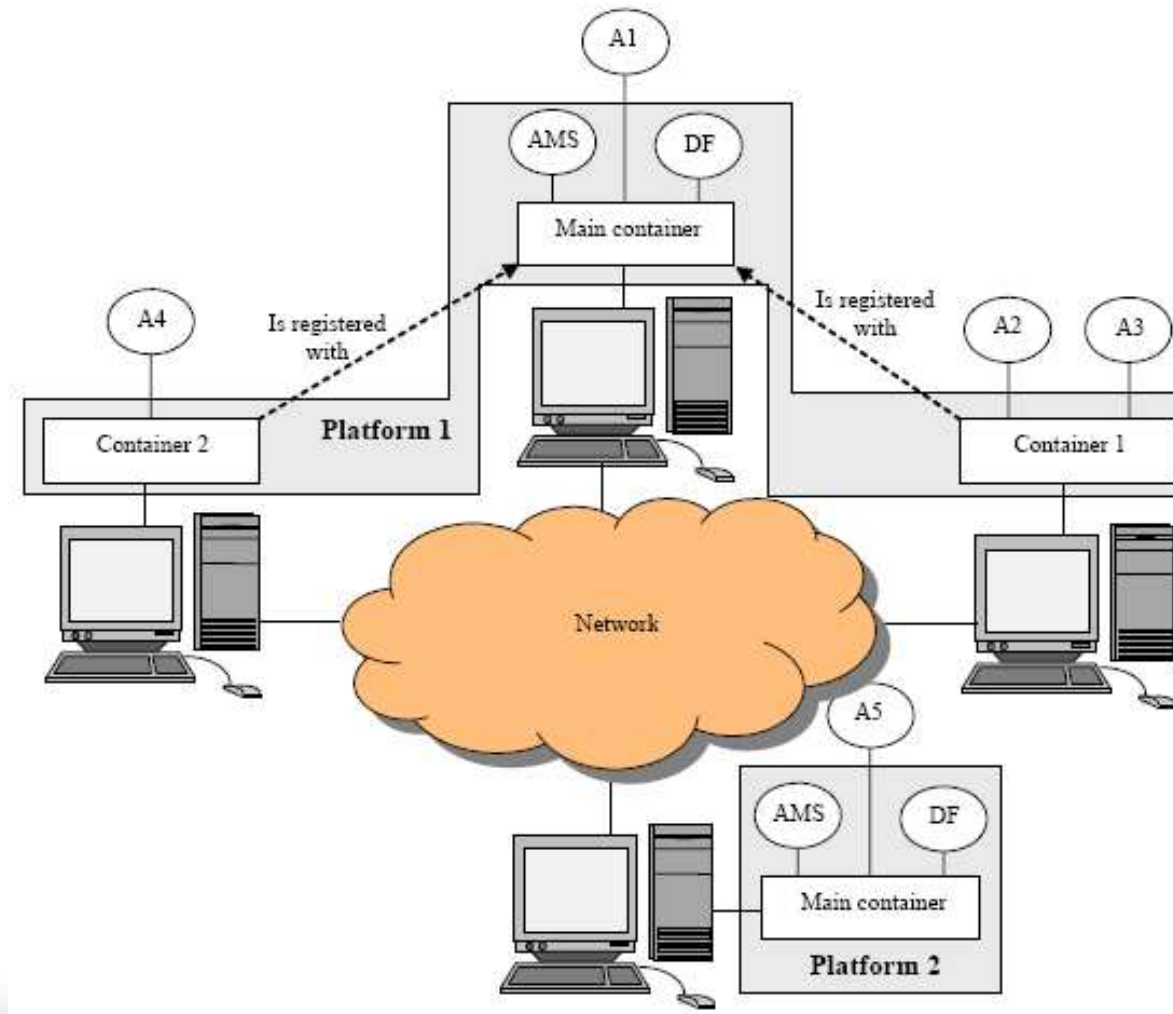 A1
AMS
DF
Main container
A4
Is registered
with
Is registered
with
A2
A3
Platform 1
Container 2
Container 1
Network
A5
AMS
DF
Main container
Platform 2